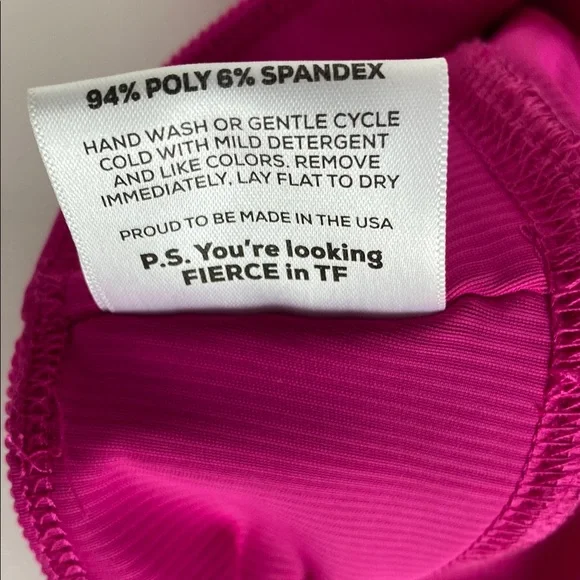 94% POLY 6% SPANDEX
HAND WASH OR GENTLE CYCLE
COLD WITH MILD DETERGENT
AND LIKE COLORS. REMOVE
IMMEDIATELY. LAY FLAT TO DRY
PROUD TO BE MADE IN THE USA
P.S. You're looking
FIERCE in TF